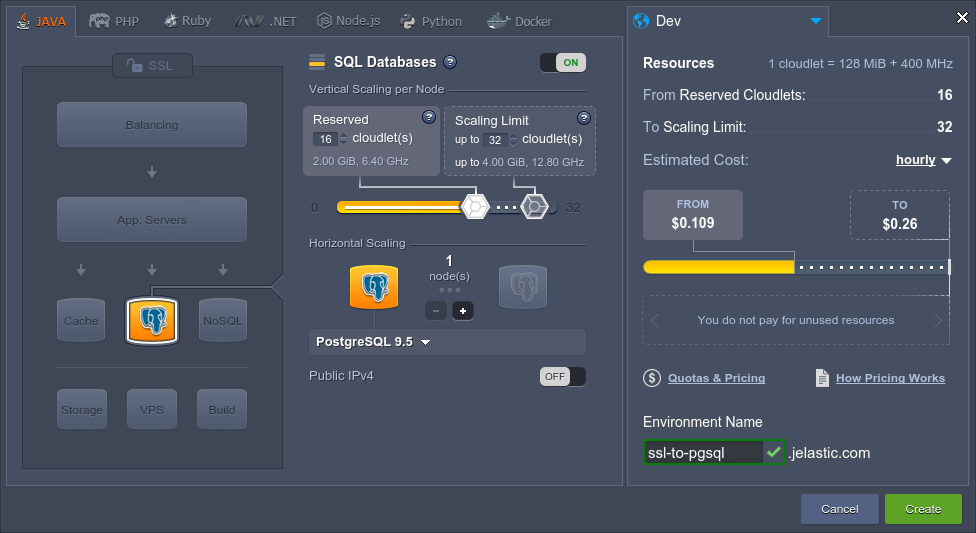 JAVA PHP Ruby .NET Node.js Python Docker
SSL
Balancing
App. Servers
Cache NoSQL
Storage VPS Build
SQL Databases ? ON
Vertical Scaling per Node
Reserved ?
16 cloudlet(s)
2.00 GiB, 6.40 GHz
Scaling Limit ?
up to 32 cloudlet(s)
up to 4.00 GiB, 12.80 GHz
0 32
Horizontal Scaling
1
node(s)
− +
PostgreSQL 9.5
Public IPv4 OFF
Dev
Resources 1 cloudlet = 128 MiB + 400 MHz
From Reserved Cloudlets: 16
To Scaling Limit: 32
Estimated Cost: hourly
FROM
$0.109
TO
$0.26
You do not pay for unused resources
$ Quotas & Pricing How Pricing Works
Environment Name
ssl-to-pgsql .jelastic.com
Cancel Create